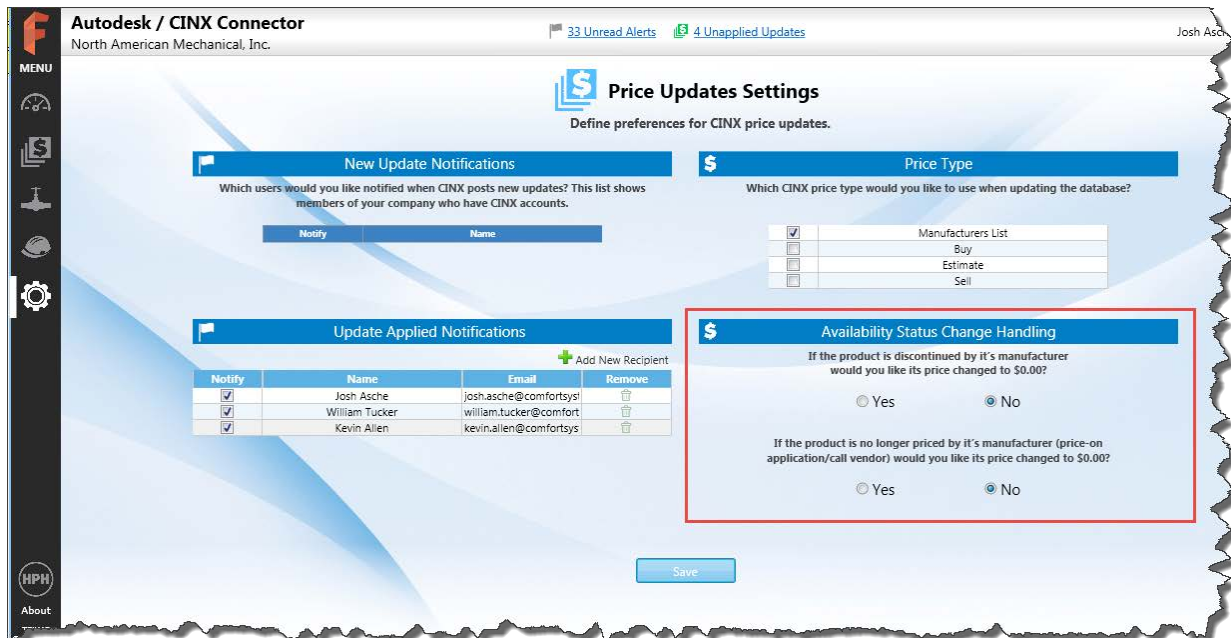 Autodesk / CINX Connector
North American Mechanical, Inc.
33 Unread Alerts
4 Unapplied Updates
Josh Asc
MENU
Price Updates Settings
Define preferences for CINX price updates.
New Update Notifications
Which users would you like notified when CINX posts new updates? This list shows
members of your company who have CINX accounts.
Notify Name
Price Type
Which CINX price type would you like to use when updating the database?
Manufacturers List
Buy
Estimate
Sell
Update Applied Notifications
Add New Recipient
Notify Name Email Remove
Josh Asche josh.asche@comfortsyst
William Tucker william.tucker@comfort
Kevin Allen kevin.allen@comfortsys
Availability Status Change Handling
If the product is discontinued by it's manufacturer
would you like its price changed to $0.00?
Yes No
If the product is no longer priced by it's manufacturer (price-on
application/call vendor) would you like its price changed to $0.00?
Yes No
Save
HPH
About